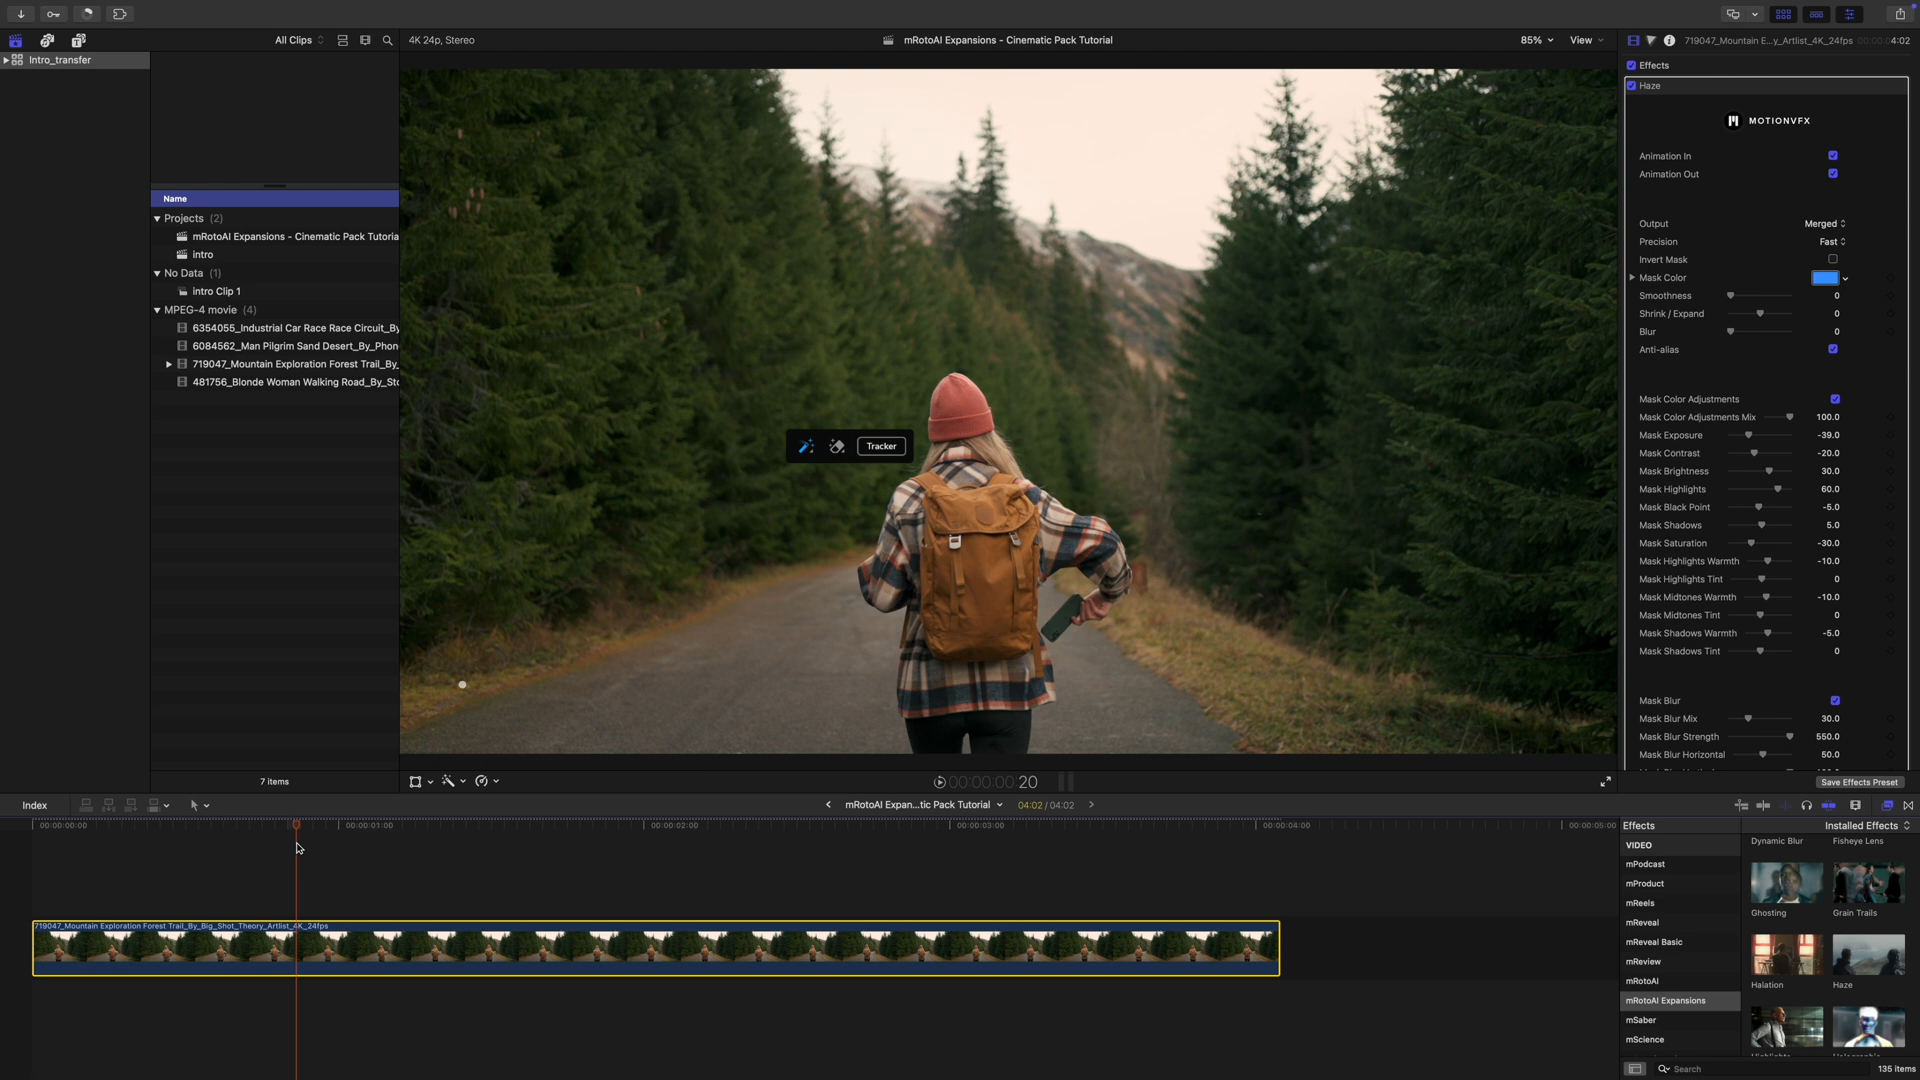 All Clips
4K 24p, Stereo
mRotoAI Expansions - Cinematic Pack Tutorial
85%
View
719047_Mountain E...y_Artlist_4K_24fps
00:00:04:02
Intro_transfer
Name
Projects (2)
mRotoAI Expansions - Cinematic Pack Tutoria
intro
No Data (1)
intro Clip 1
MPEG-4 movie (4)
6354055_Industrial Car Race Race Circuit_By
6084562_Man Pilgrim Sand Desert_By_Phon
719047_Mountain Exploration Forest Trail_By_
481756_Blonde Woman Walking Road_By_Sto
7 items
Tracker
00:00:00:20
Effects
Haze
MOTIONVFX
Animation In
Animation Out
Output Merged
Precision Fast
Invert Mask
Mask Color
Smoothness 0
Shrink / Expand 0
Blur 0
Anti-alias
Mask Color Adjustments
Mask Color Adjustments Mix 100.0
Mask Exposure -39.0
Mask Contrast -20.0
Mask Brightness 30.0
Mask Highlights 60.0
Mask Black Point -5.0
Mask Shadows 5.0
Mask Saturation -30.0
Mask Highlights Warmth -10.0
Mask Highlights Tint 0
Mask Midtones Warmth -10.0
Mask Midtones Tint 0
Mask Shadows Warmth -5.0
Mask Shadows Tint 0
Mask Blur
Mask Blur Mix 30.0
Mask Blur Strength 550.0
Mask Blur Horizontal 50.0
Save Effects Preset
Index
mRotoAI Expan...tic Pack Tutorial
04:02 / 04:02
00:00:00:00
00:00:01:00
00:00:02:00
00:00:03:00
00:00:04:00
00:00:05:00
719047_Mountain Exploration Forest Trail_By_Big_Shot_Theory_Artlist_4K_24fps
Effects
Installed Effects
VIDEO
mPodcast
mProduct
mReels
mReveal
mReveal Basic
mReview
mRotoAI
mRotoAI Expansions
mSaber
mScience
Dynamic Blur
Fisheye Lens
Ghosting
Grain Trails
Halation
Haze
Search
135 items